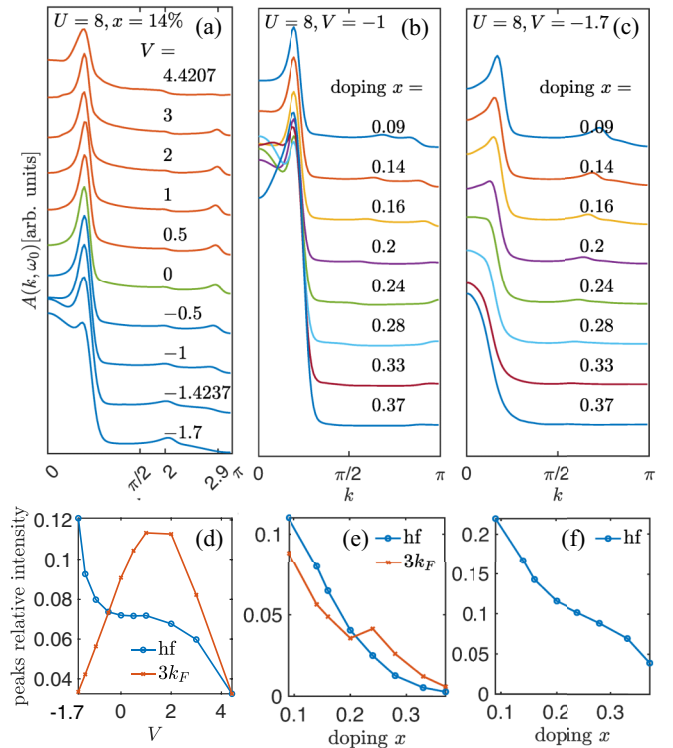 U = 8, x = 14% (a)
V =
4.4207
3
2
1
0.5
0
−0.5
−1
−1.4237
−1.7
A(k, ω₀)[arb. units]
0 π/2 2 2.9 π
U = 8, V = −1
(b)
doping x =
0.09
0.14
0.16
0.2
0.24
0.28
0.33
0.37
0 π/2 π
k
U = 8, V = −1.7
(c)
doping x =
0.09
0.14
0.16
0.2
0.24
0.28
0.33
0.37
0 π/2 π
k
peaks relative intensity
0.12
0.1
0.08
0.06
0.04
(d)
hf
3k_F
-1.7 0 2 4
V
0.1
0.05
0
(e)
hf
3k_F
0.1 0.2 0.3
doping x
0.2
0.15
0.1
0.05
0
(f)
hf
0.1 0.2 0.3
doping x